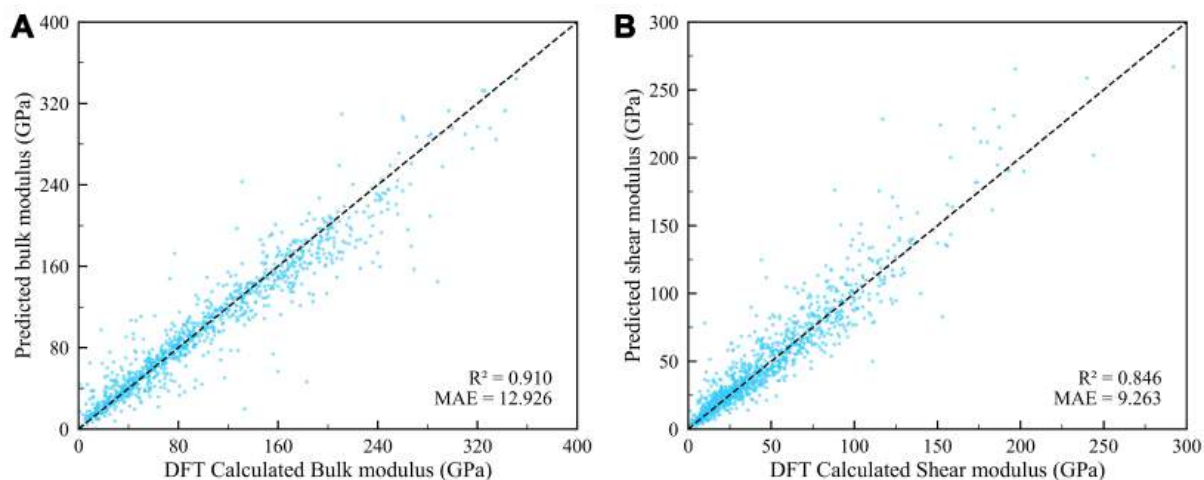 A
400
320
240
160
80
0
Predicted bulk modulus (GPa)
R² = 0.910
MAE = 12.926
0 80 160 240 320 400
DFT Calculated Bulk modulus (GPa)
B
300
250
200
150
100
50
0
Predicted shear modulus (GPa)
R² = 0.846
MAE = 9.263
0 50 100 150 200 250 300
DFT Calculated Shear modulus (GPa)